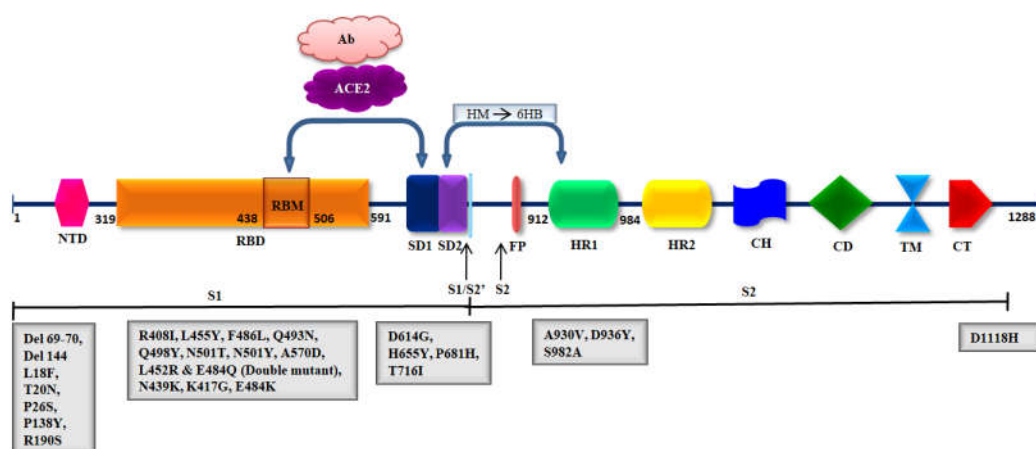 Ab
ACE2
HM → 6HB
RBM
1
319
438
506
591
912
984
1288
NTD
RBD
SD1
SD2
FP
HR1
HR2
CH
CD
TM
CT
S1
S1/S2'
S2
S2
Del 69-70,
Del 144
L18F,
T20N,
P26S,
P138Y,
R190S
R408I, L455Y, F486L, Q493N,
Q498Y, N501T, N501Y, A570D,
L452R & E484Q (Double mutant),
N439K, K417G, E484K
D614G,
H655Y, P681H,
T716I
A930V, D936Y,
S982A
D1118H